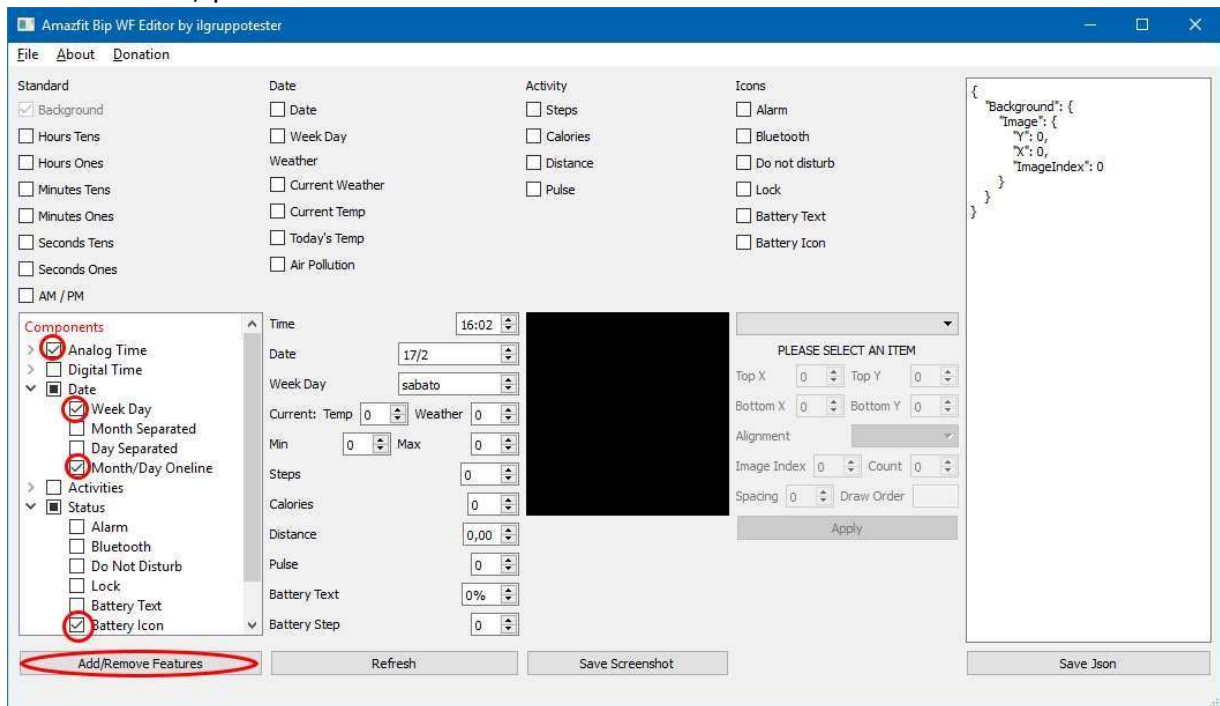 Amazfit Bip WF Editor by ilgruppotester
File About Donation
Standard
Background
Hours Tens
Hours Ones
Minutes Tens
Minutes Ones
Seconds Tens
Seconds Ones
AM / PM
Date
Date
Week Day
Weather
Current Weather
Current Temp
Today's Temp
Air Pollution
Activity
Steps
Calories
Distance
Pulse
Icons
Alarm
Bluetooth
Do not disturb
Lock
Battery Text
Battery Icon
{
"Background": {
"Image": {
"Y": 0,
"X": 0,
"ImageIndex": 0
}
}
}
Components
Analog Time
Digital Time
Date
Week Day
Month Separated
Day Separated
Month/Day Oneline
Activities
Status
Alarm
Bluetooth
Do Not Disturb
Lock
Battery Text
Battery Icon
Time 16:02
Date 17/2
Week Day sabato
Current: Temp 0 Weather 0
Min 0 Max 0
Steps 0
Calories 0
Distance 0,00
Pulse 0
Battery Text 0%
Battery Step 0
PLEASE SELECT AN ITEM
Top X 0 Top Y 0
Bottom X 0 Bottom Y 0
Alignment
Image Index 0 Count 0
Spacing 0 Draw Order
Apply
Add/Remove Features
Refresh
Save Screenshot
Save Json